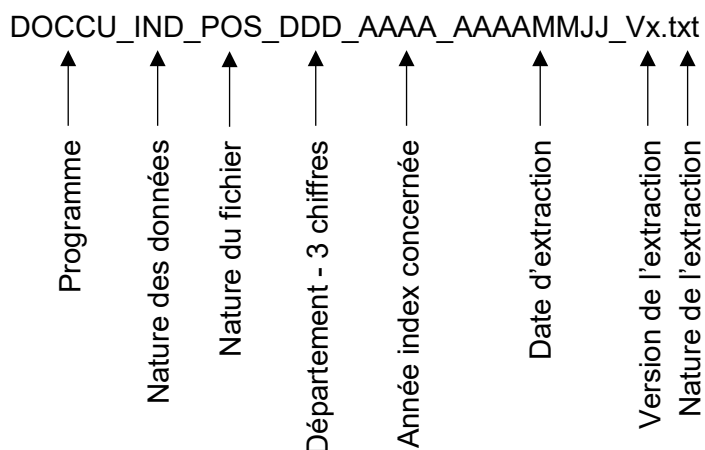 DOCCU_IND_POS_DDD_AAAA_AAAAMMJJ_Vx.txt
Programme
Nature des données
Nature du fichier
Département - 3 chiffres
Année index concernée
Date d’extraction
Version de l’extraction
Nature de l’extraction